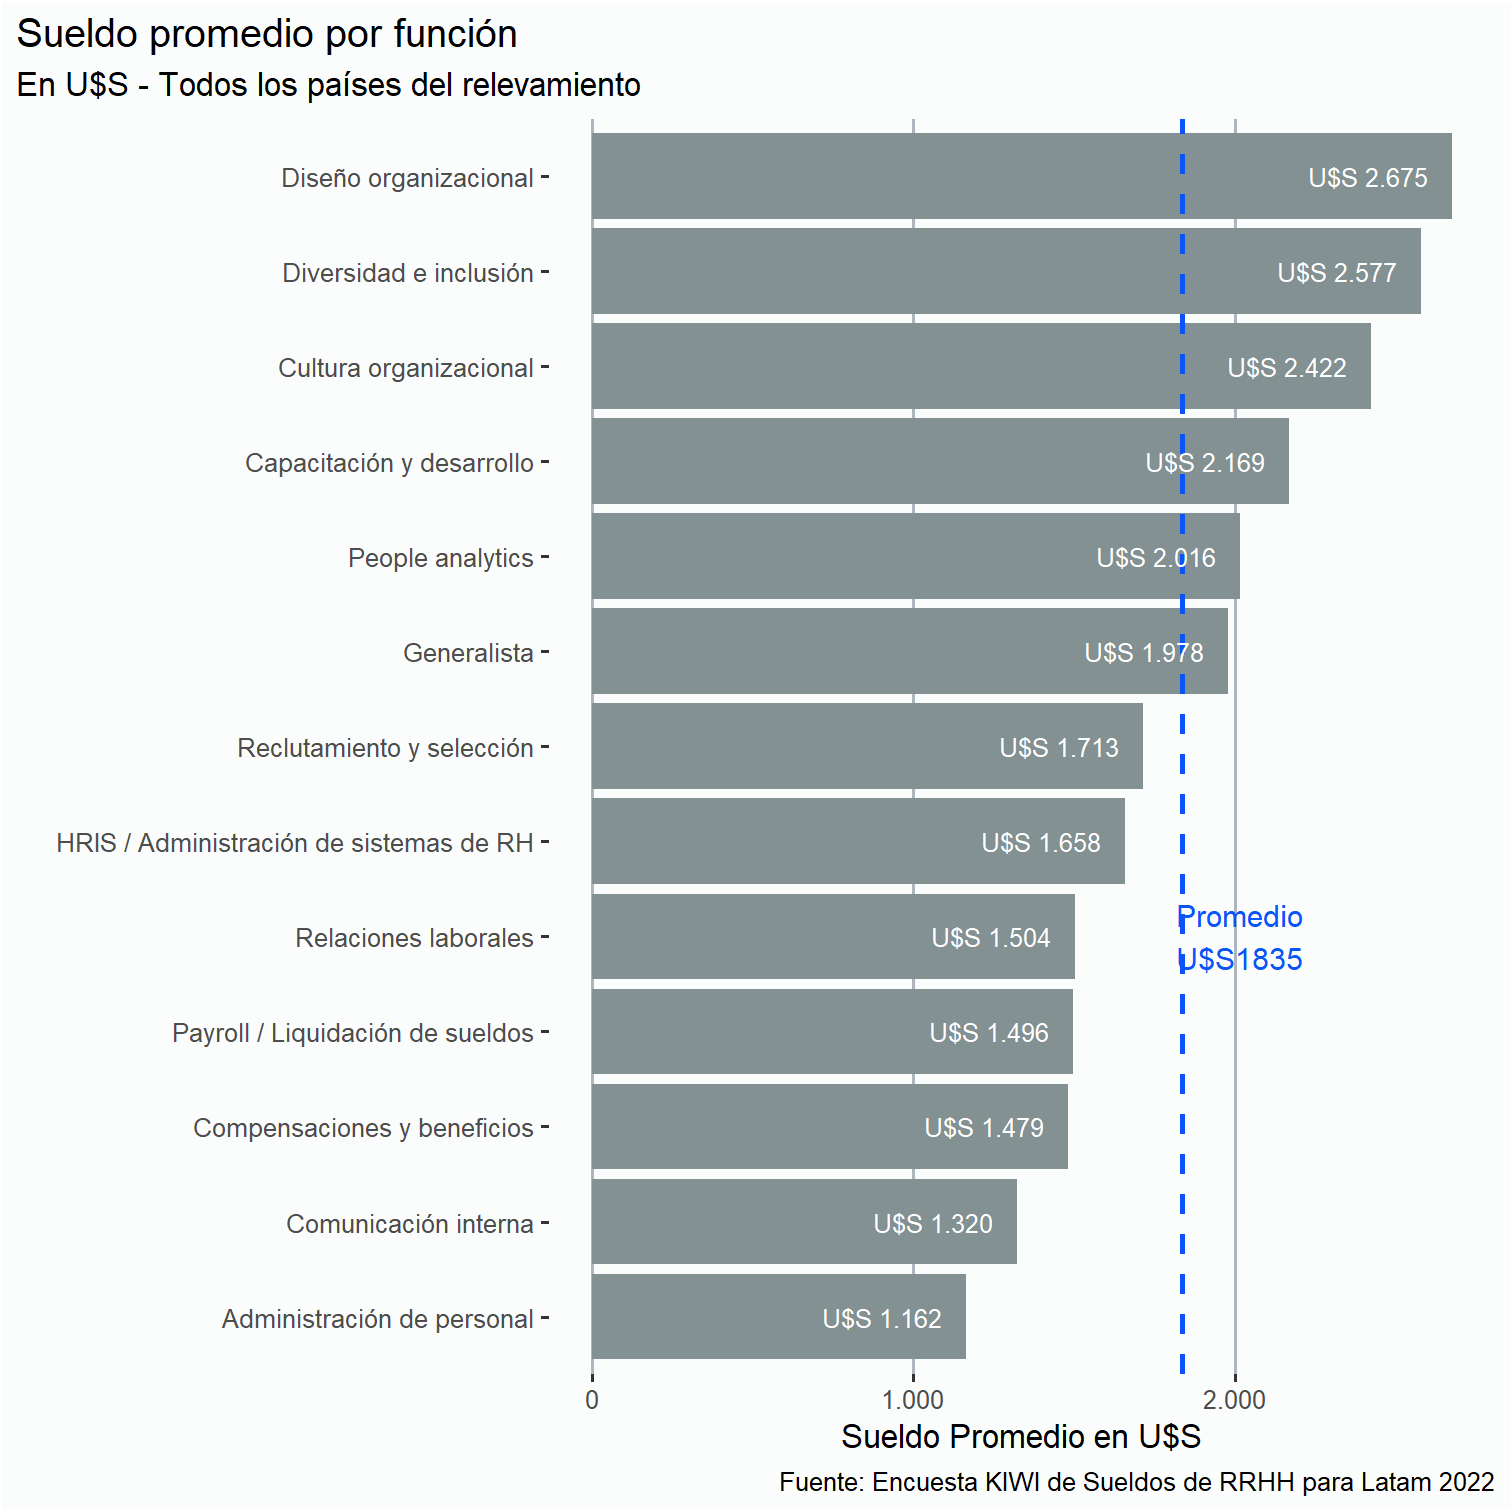 Sueldo promedio por función
En U$S - Todos los países del relevamiento
Diseño organizacional U$S 2.675
Diversidad e inclusión U$S 2.577
Cultura organizacional U$S 2.422
Capacitación y desarrollo U$S 2.169
People analytics U$S 2.016
Generalista U$S 1.978
Reclutamiento y selección U$S 1.713
HRIS / Administración de sistemas de RH U$S 1.658
Promedio
Relaciones laborales U$S 1.504
U$S1835
Payroll / Liquidación de sueldos U$S 1.496
Compensaciones y beneficios U$S 1.479
Comunicación interna U$S 1.320
Administración de personal U$S 1.162
0 1.000 2.000
Sueldo Promedio en U$S
Fuente: Encuesta KIWI de Sueldos de RRHH para Latam 2022